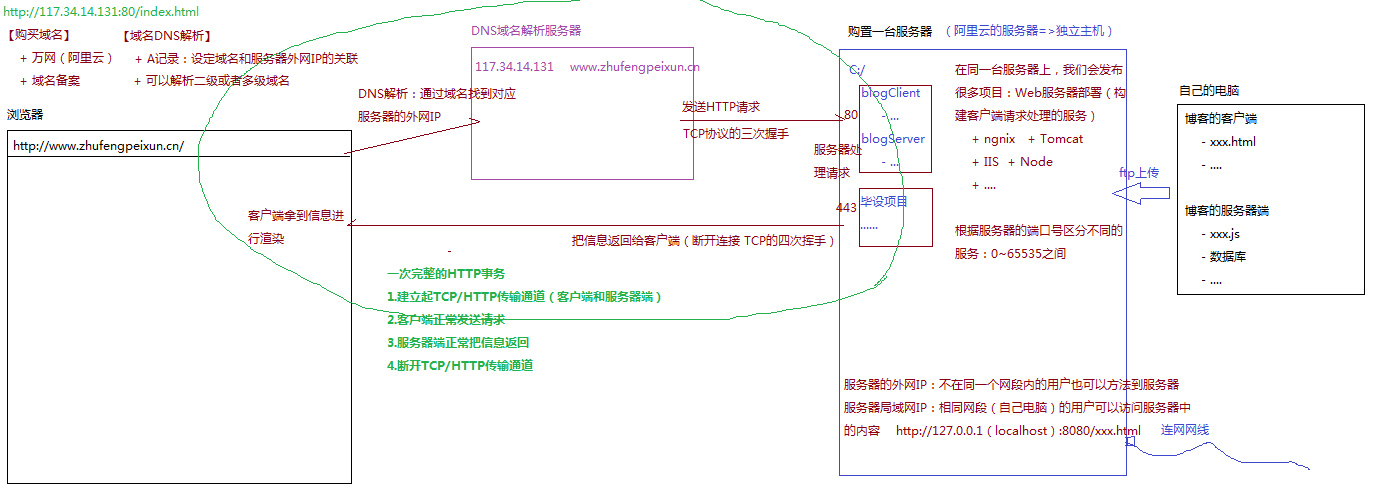 http://117.34.14.131:80/index.html
【购买域名】
+ 万网（阿里云）
+ 域名备案
【域名DNS解析】
+ A记录：设定域名和服务器外网IP的关联
+ 可以解析二级或者多级域名
浏览器
http://www.zhufengpeixun.cn/
DNS解析：通过域名找到对应
服务器的外网IP
DNS域名解析服务器
117.34.14.131 www.zhufengpeixun.cn
发送HTTP请求
TCP协议的三次握手
客户端拿到信息进
行渲染
把信息返回给客户端（断开连接 TCP的四次挥手）
-
一次完整的HTTP事务
1.建立起TCP/HTTP传输通道（客户端和服务器端）
2.客户端正常发送请求
3.服务器端正常把信息返回
4.断开TCP/HTTP传输通道
购置一台服务器 （阿里云的服务器=>独立主机）
C:/
80
blogClient
- ...
blogServer
- ...
服务器处
理请求
443
毕设项目
......
在同一台服务器上，我们会发布
很多项目：Web服务器部署（构
建客户端请求处理的服务）
+ ngnix + Tomcat
+ IIS + Node
+ ....
根据服务器的端口号区分不同的
服务：0~65535之间
服务器的外网IP：不在同一个网段内的用户也可以方法到服务器
服务器局域网IP：相同网段（自己电脑）的用户可以访问服务器中
的内容 http://127.0.0.1（localhost）:8080/xxx.html
连网网线
ftp上传
自己的电脑
博客的客户端
- xxx.html
- ....
博客的服务器端
- xxx.js
- 数据库
- ....